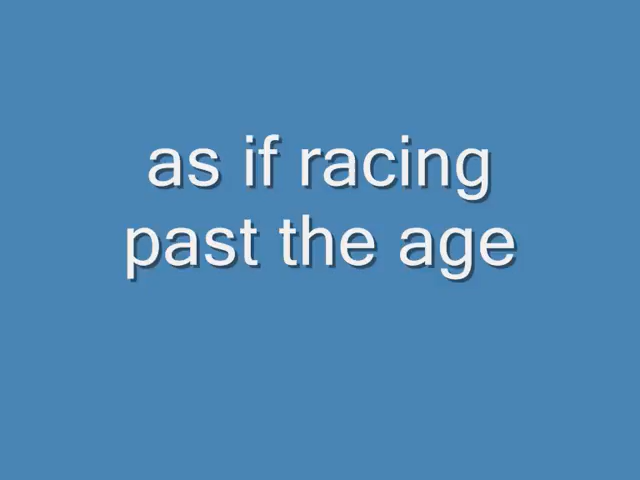 as if racing
past the age